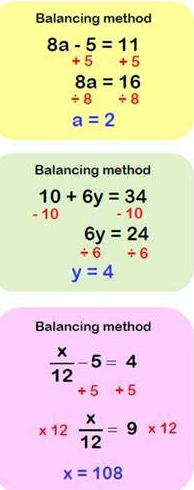 Balancing method
8a - 5 = 11
+ 5 + 5
8a = 16
÷ 8 ÷ 8
a = 2
Balancing method
10 + 6y = 34
- 10 - 10
6y = 24
÷ 6 ÷ 6
y = 4
Balancing method
x/12 - 5 = 4
+ 5 + 5
x 12 x/12 = 9 x 12
x = 108